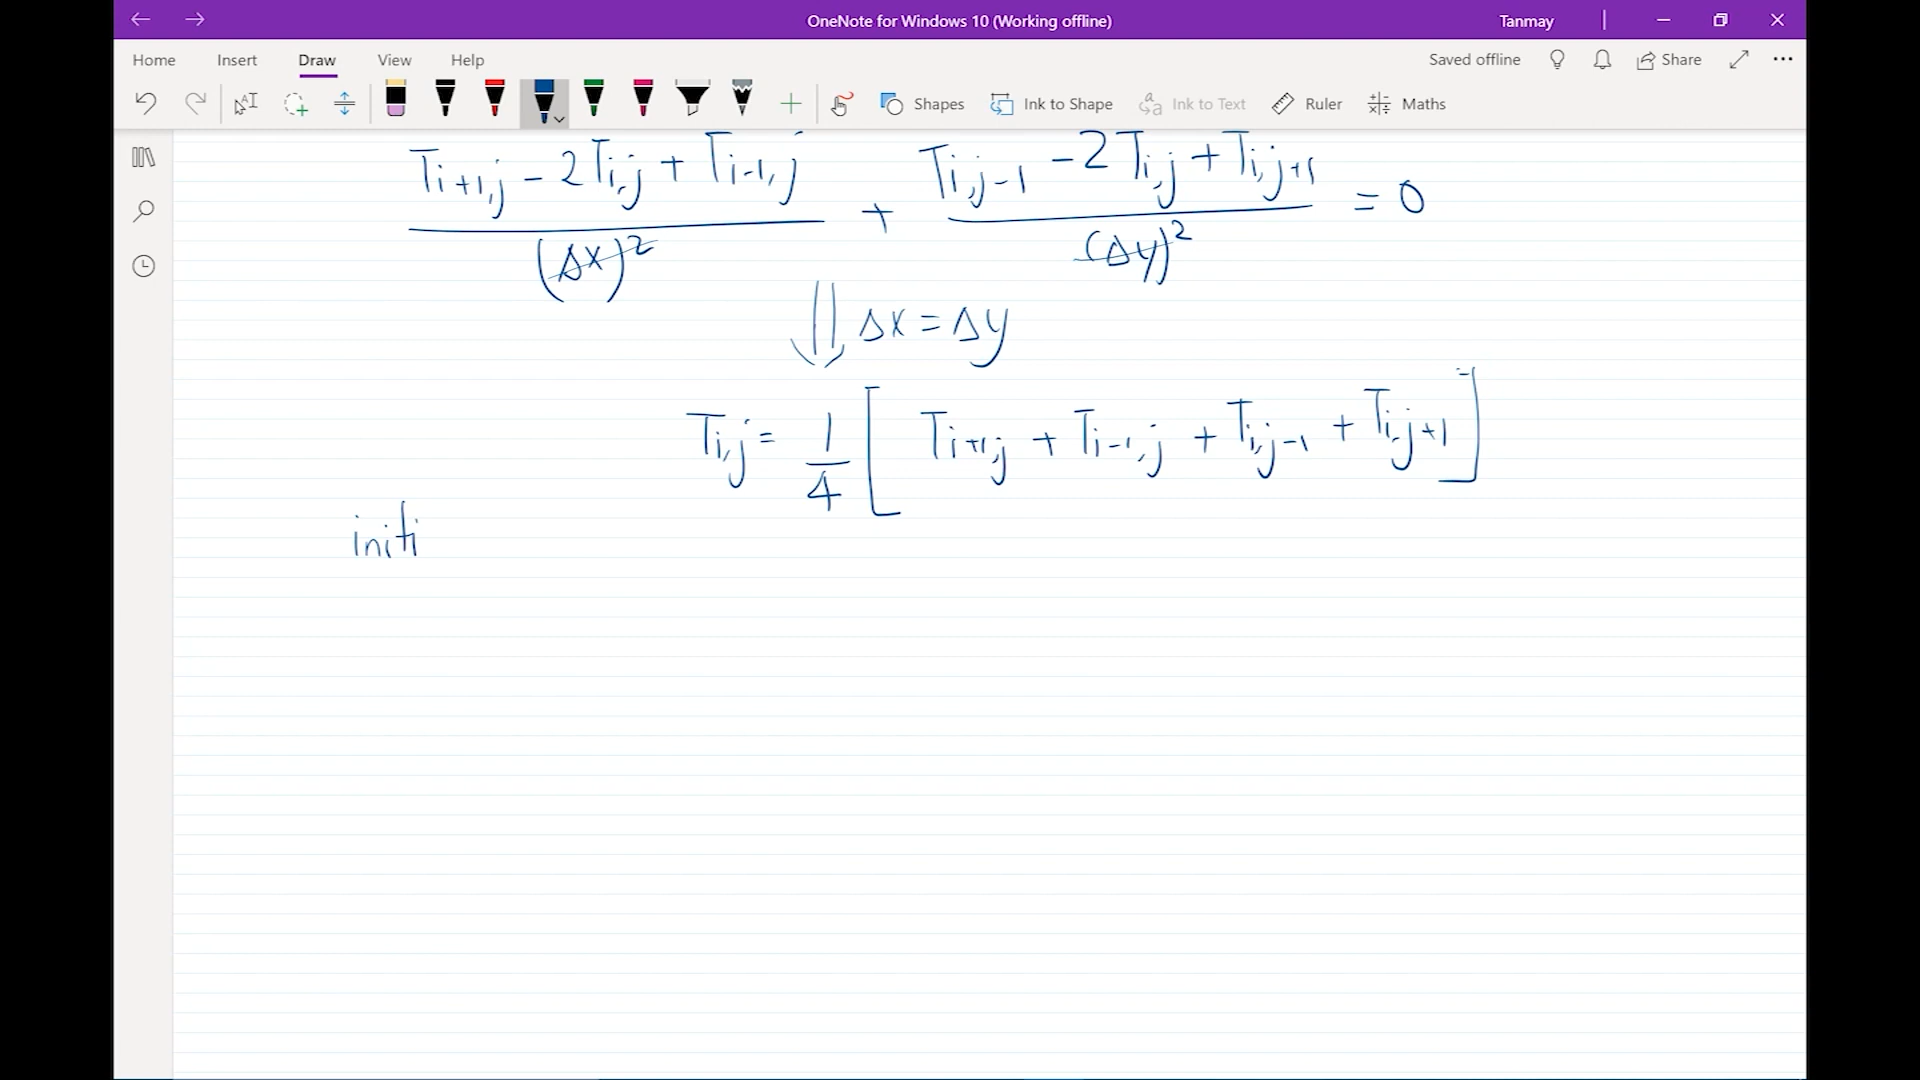 OneNote for Windows 10 (Working offline)
Tanmay
Home Insert Draw View Help
Saved offline Share
Shapes Ink to Shape Ink to Text Ruler Maths
Ti+1,j - 2Ti,j + Ti-1,j + Ti,j-1 - 2Ti,j + Ti,j+1 = 0
(Δx)² (Δy)²
Δx = Δy
Ti,j = 1/4 [ Ti+1,j + Ti-1,j + Ti,j-1 + Ti,j+1 ]
initi